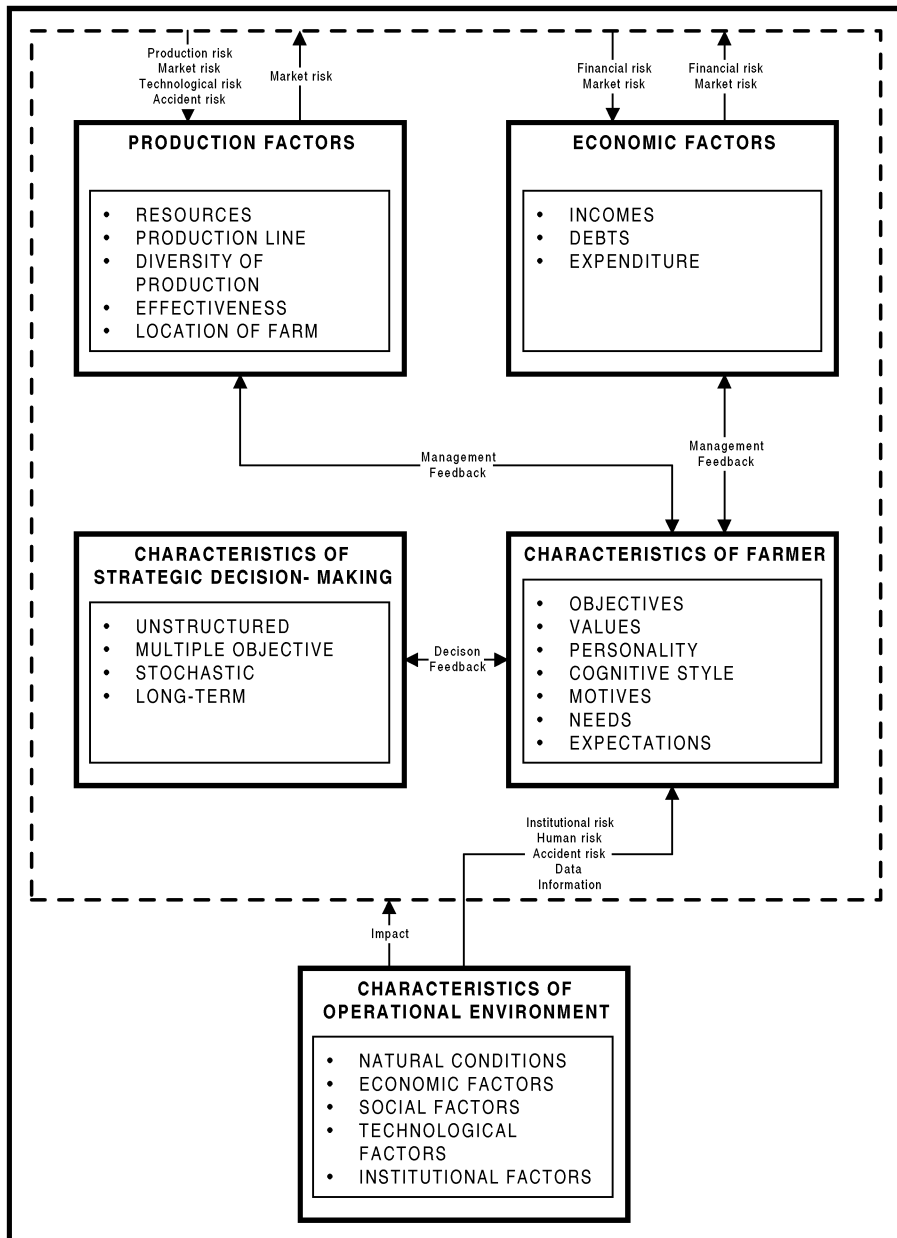 Production risk
Market risk
Technological risk
Accident risk
Market risk
Financial risk
Market risk
Financial risk
Market risk
PRODUCTION FACTORS
• RESOURCES
• PRODUCTION LINE
• DIVERSITY OF
PRODUCTION
• EFFECTIVENESS
• LOCATION OF FARM
ECONOMIC FACTORS
• INCOMES
• DEBTS
• EXPENDITURE
Management
Feedback
Management
Feedback
CHARACTERISTICS OF
STRATEGIC DECISION- MAKING
• UNSTRUCTURED
• MULTIPLE OBJECTIVE
• STOCHASTIC
• LONG-TERM
Decison
Feedback
CHARACTERISTICS OF FARMER
• OBJECTIVES
• VALUES
• PERSONALITY
• COGNITIVE STYLE
• MOTIVES
• NEEDS
• EXPECTATIONS
Institutional risk
Human risk
Accident risk
Data
Information
Impact
CHARACTERISTICS OF
OPERATIONAL ENVIRONMENT
• NATURAL CONDITIONS
• ECONOMIC FACTORS
• SOCIAL FACTORS
• TECHNOLOGICAL
FACTORS
• INSTITUTIONAL FACTORS